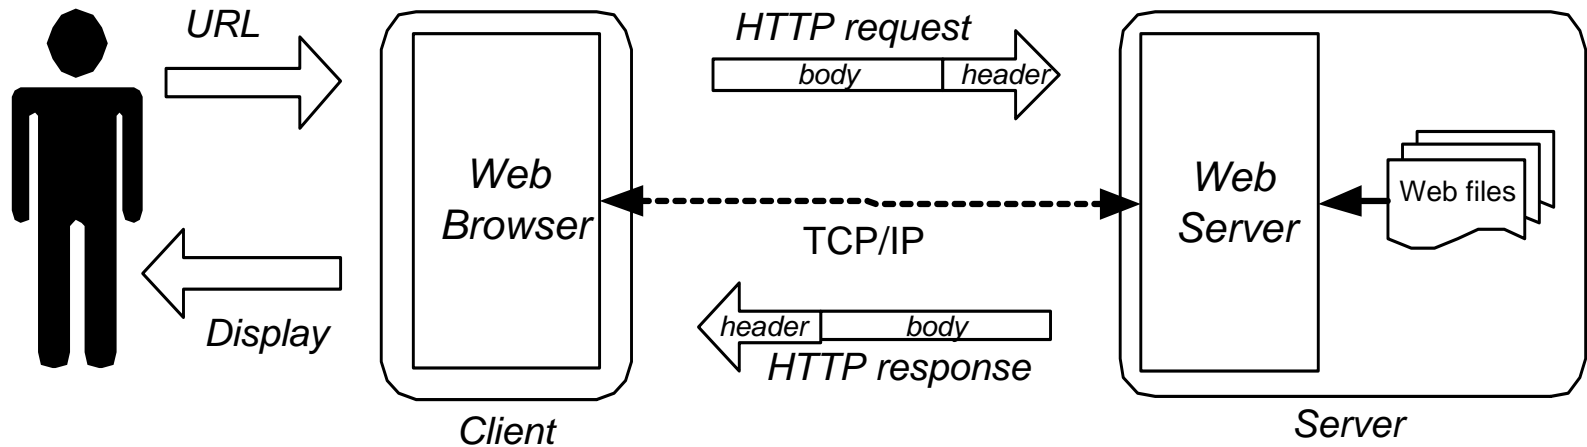 URL
HTTP request
body
header
Web
Browser
Web
Server
Web files
TCP/IP
Display
header
body
HTTP response
Client
Server